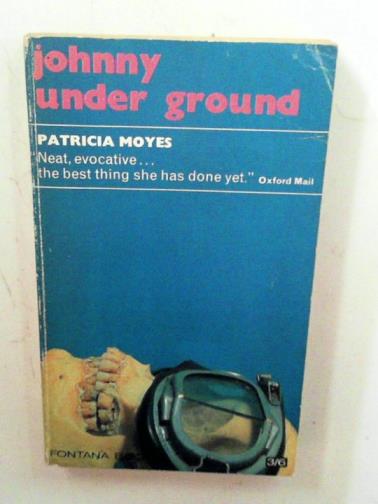 johnny
under ground
PATRICIA MOYES
"Neat, evocative...
the best thing she has done yet." Oxford Mail
FONTANA
3/6